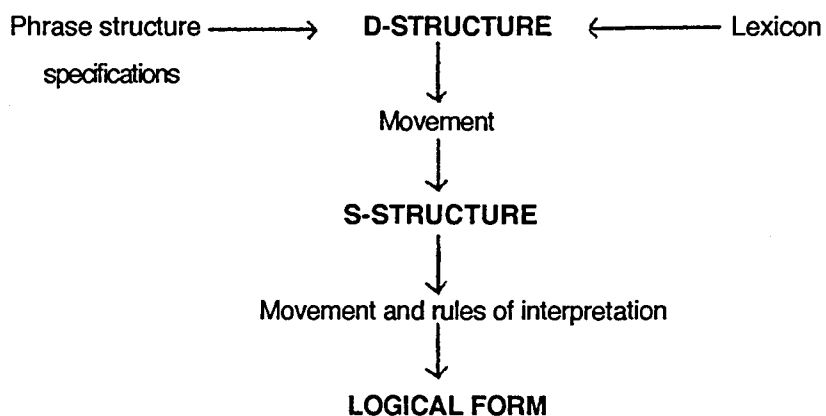 Phrase structure D-STRUCTURE Lexicon
specifications
Movement
S-STRUCTURE
Movement and rules of interpretation
LOGICAL FORM